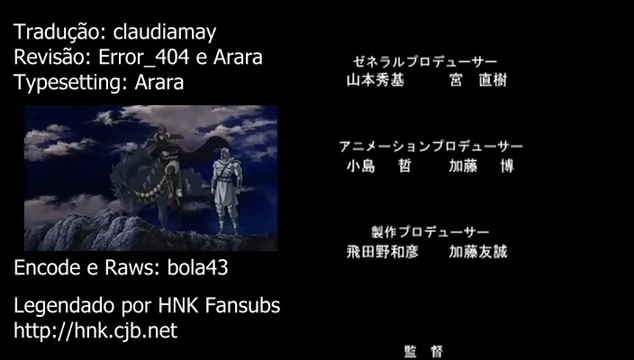 Tradução: claudiamay
Revisão: Error_404 e Arara
Typesetting: Arara
Encode e Raws: bola43
Legendado por HNK Fansubs
http://hnk.cjb.net
ゼネラルプロデューサー
山本秀基　宮　直樹
アニメーションプロデューサー
小島　哲　加藤　博
製作プロデューサー
飛田野和彦　加藤友誠
監　督